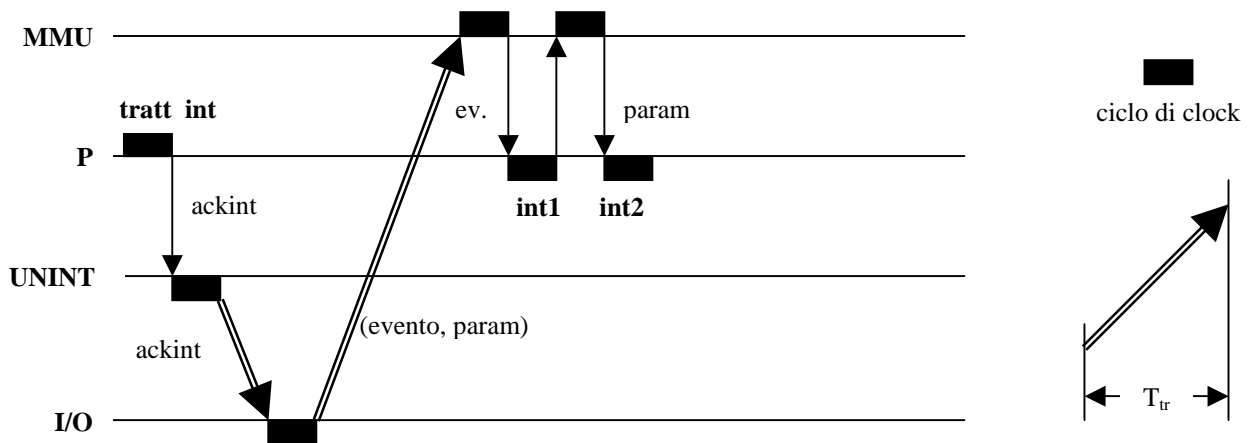 MMU
tratt int
ev.
param
ciclo di clock
P
ackint
int1
int2
UNINT
ackint
(evento, param)
I/O
Ttr